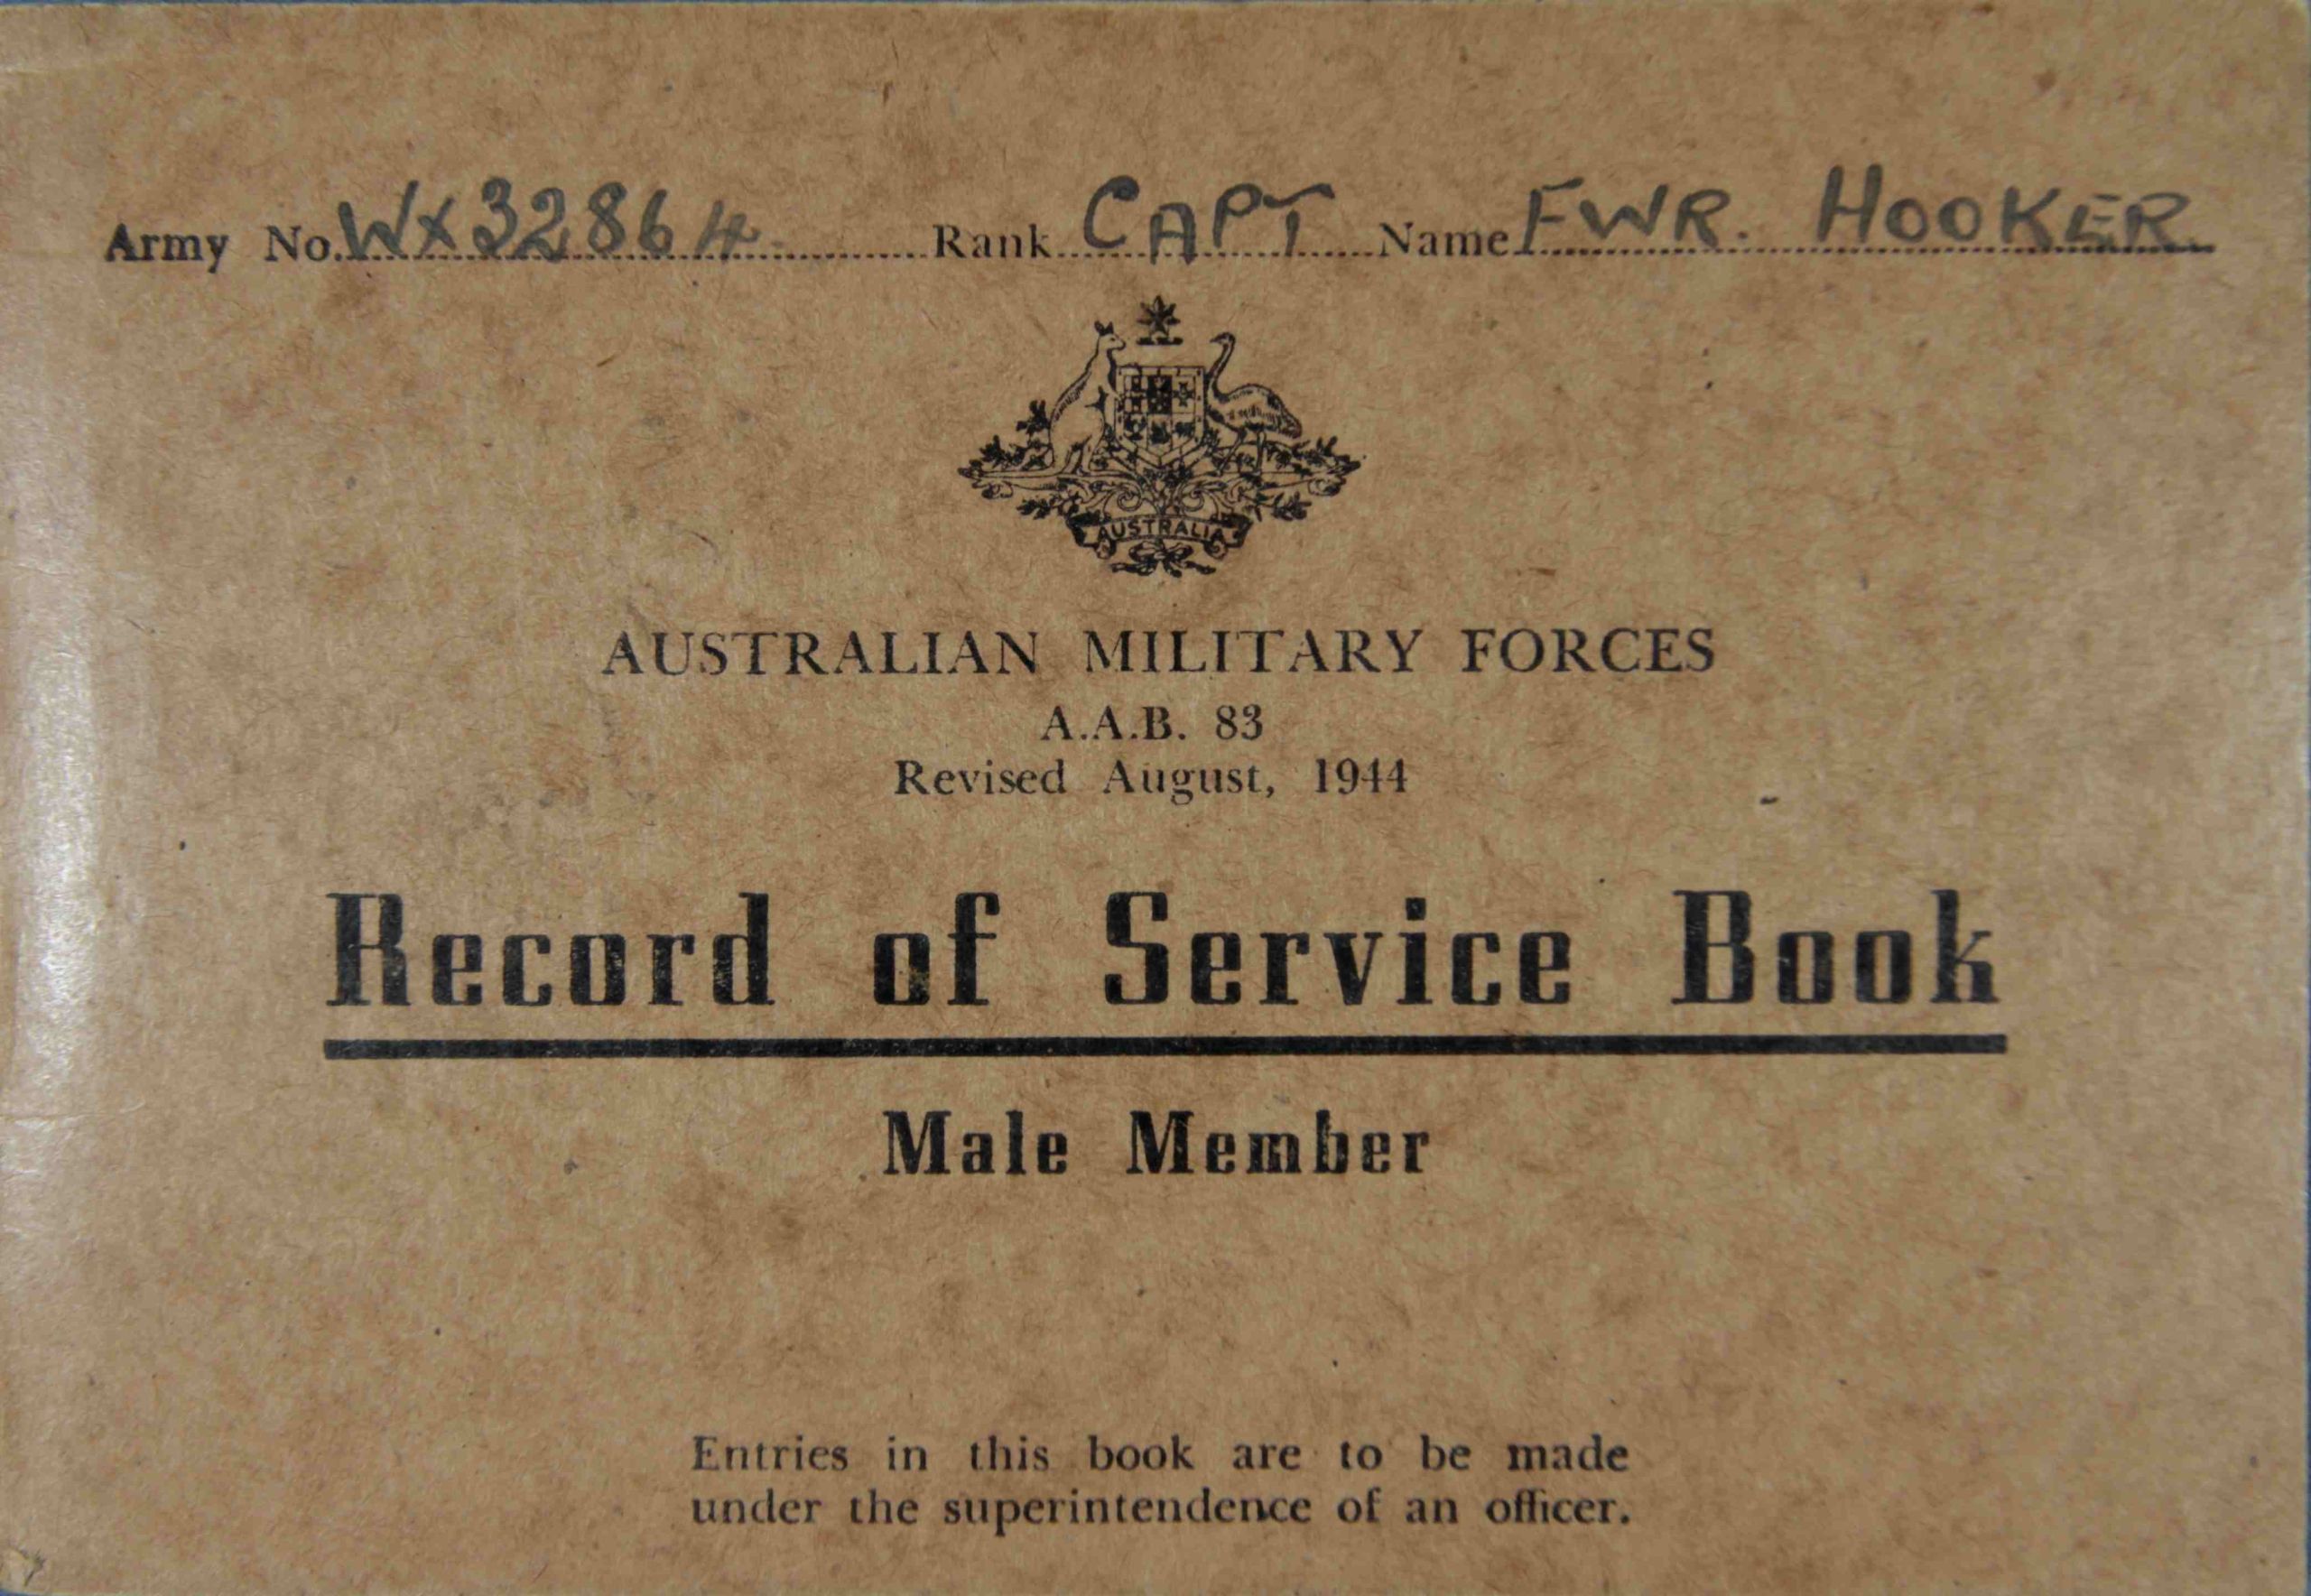 Army No. WX32864 Rank CAPT Name FWR. HOOKER
AUSTRALIA
AUSTRALIAN MILITARY FORCES
A.A.B. 83
Revised August, 1944
Record of Service Book
Male Member
Entries in this book are to be made
under the superintendence of an officer.